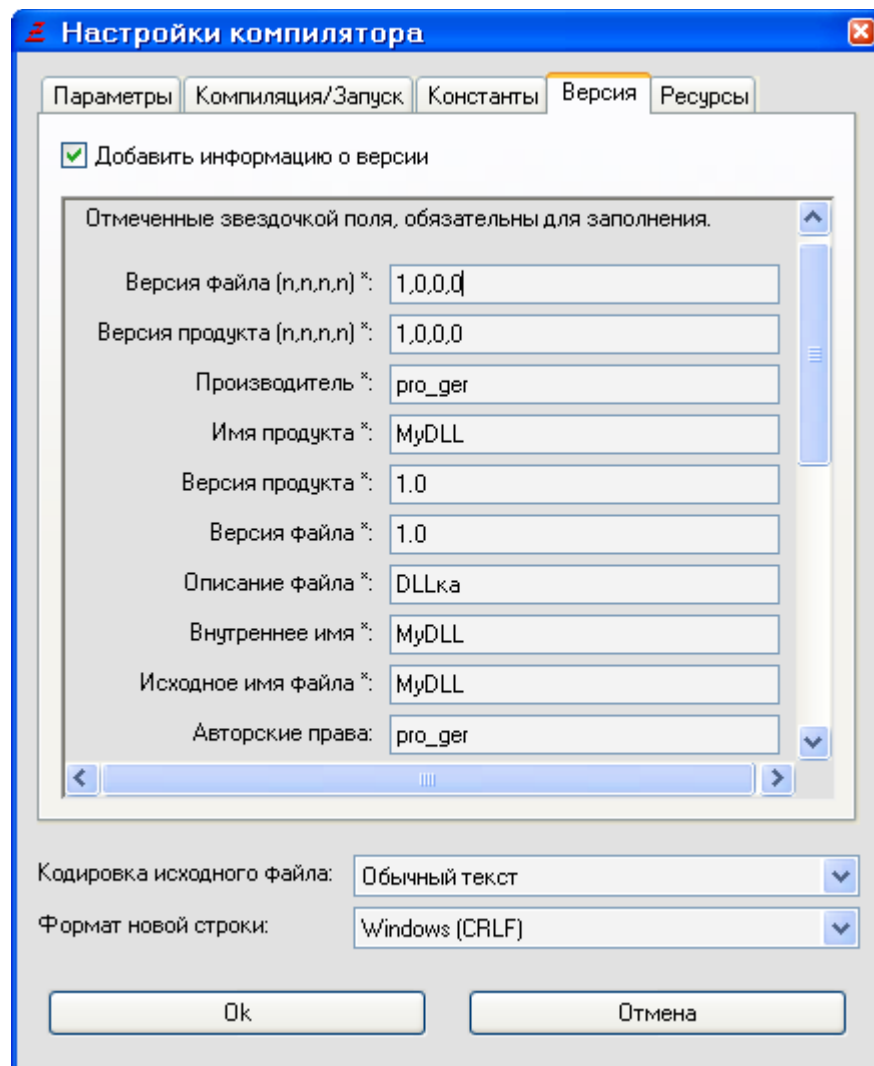 Настройки компилятора
Параметры Компиляция/Запуск Константы Версия Ресурсы
Добавить информацию о версии
Отмеченные звездочкой поля, обязательны для заполнения.
Версия файла (n,n,n,n) *: 1,0,0,0
Версия продукта (n,n,n,n) *: 1,0,0,0
Производитель *: pro_ger
Имя продукта *: MyDLL
Версия продукта *: 1.0
Версия файла *: 1.0
Описание файла *: DLLка
Внутреннее имя *: MyDLL
Исходное имя файла *: MyDLL
Авторские права: pro_ger
Кодировка исходного файла: Обычный текст
Формат новой строки: Windows (CRLF)
Ok Отмена